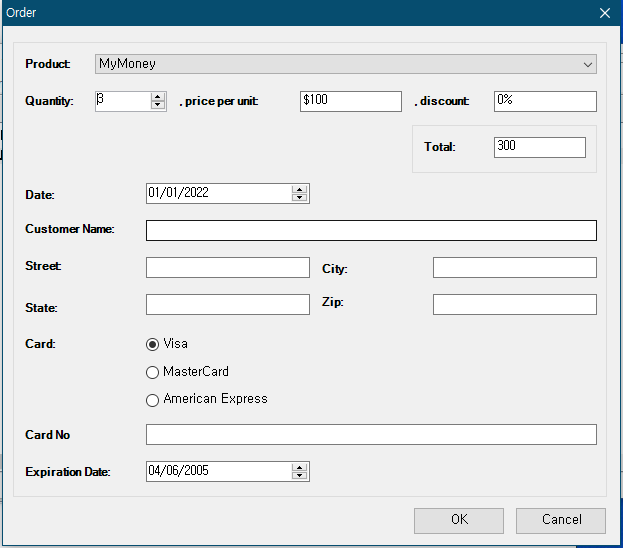 Order
Product: MyMoney
Quantity: 3 , price per unit: $100 , discount: 0%
Total: 300
Date: 01/01/2022
Customer Name:
Street: City:
State: Zip:
Card: Visa
MasterCard
American Express
Card No
Expiration Date: 04/06/2005
OK Cancel